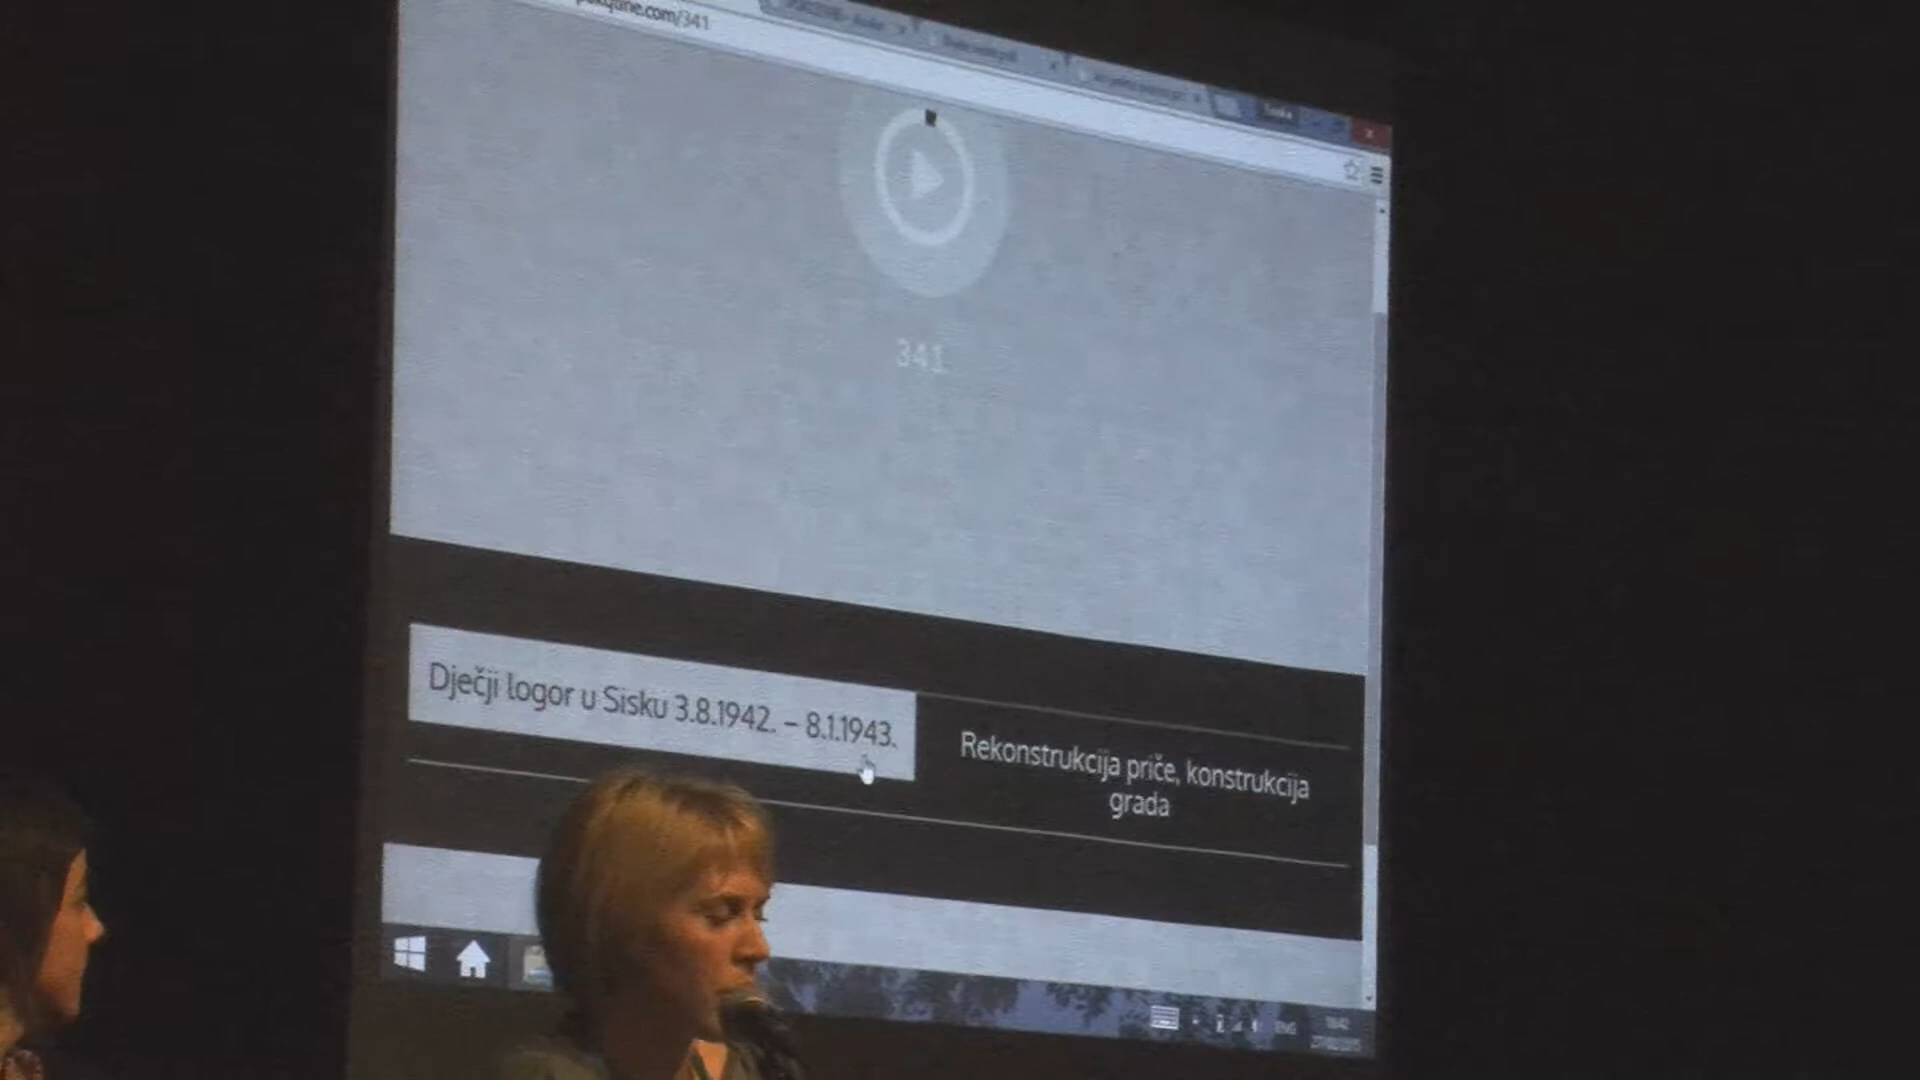 341
Dječji logor u Sisku 3.8.1942. – 8.1.1943.
Rekonstrukcija priče, konstrukcija
grada
ENG